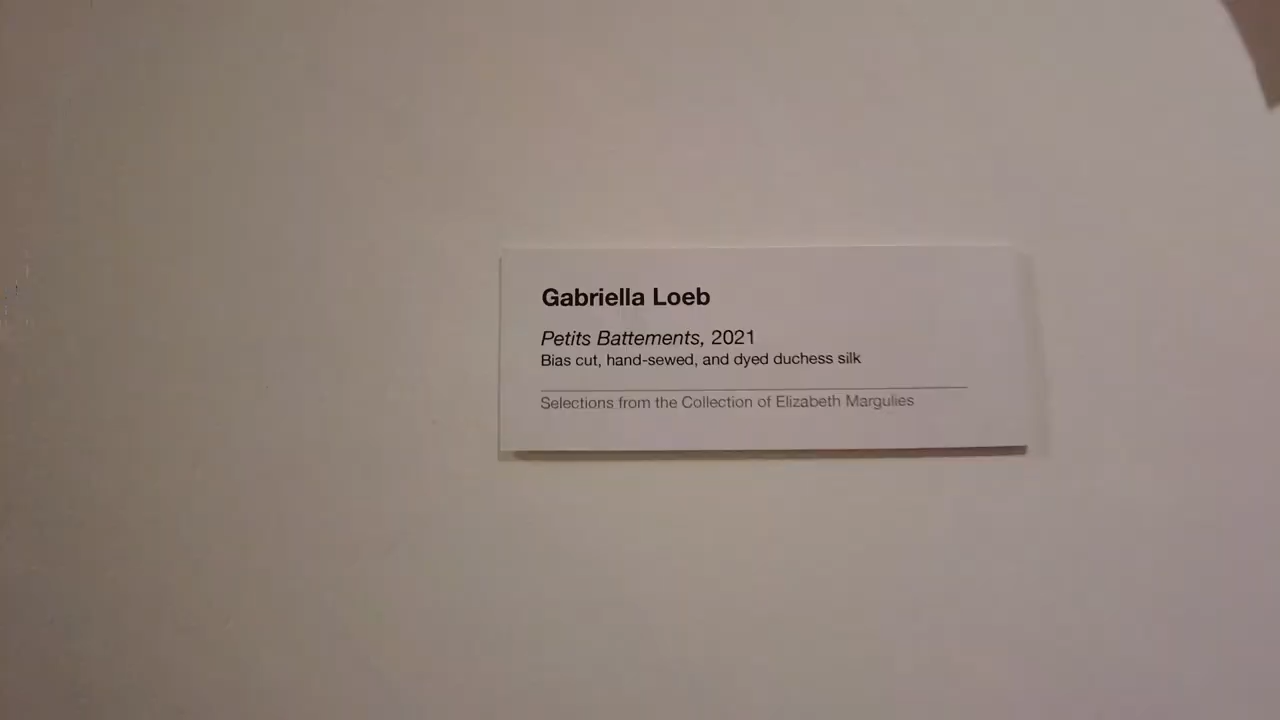 Gabriella Loeb
Petits Battements, 2021
Bias cut, hand-sewed, and dyed duchess silk
Selections from the Collection of Elizabeth Margulies